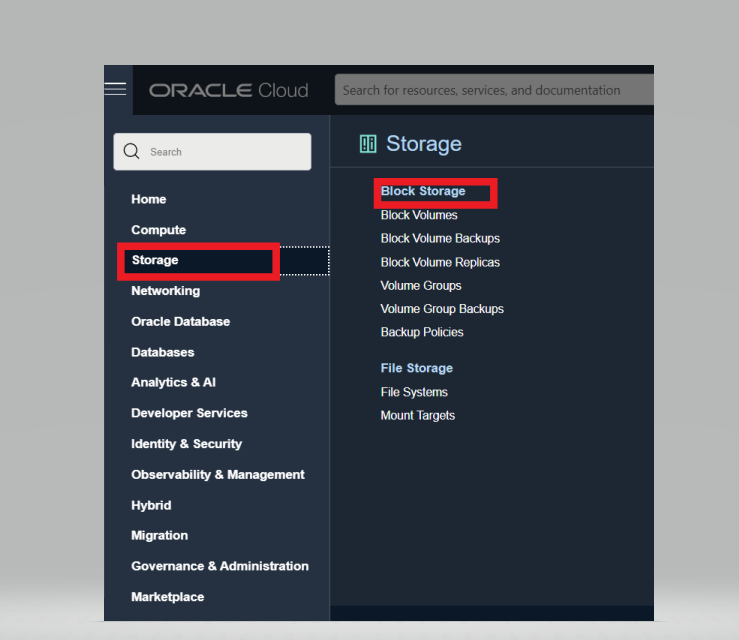 ORACLE Cloud
Search for resources, services, and documentation
Search
Home
Compute
Storage
Networking
Oracle Database
Databases
Analytics & AI
Developer Services
Identity & Security
Observability & Management
Hybrid
Migration
Governance & Administration
Marketplace
Storage
Block Storage
Block Volumes
Block Volume Backups
Block Volume Replicas
Volume Groups
Volume Group Backups
Backup Policies
File Storage
File Systems
Mount Targets